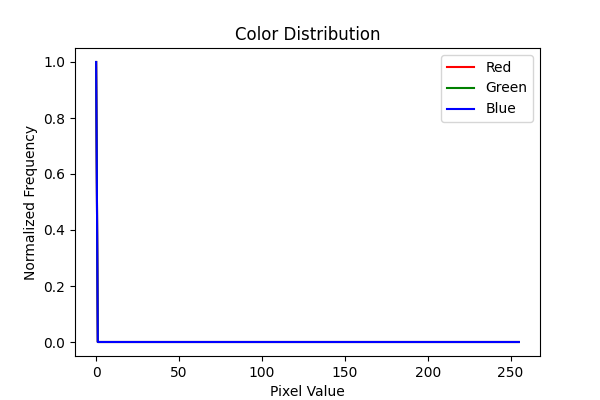 Color Distribution
Red
Green
Blue
Normalized Frequency
1.0
0.8
0.6
0.4
0.2
0.0
0
50
100
150
200
250
Pixel Value